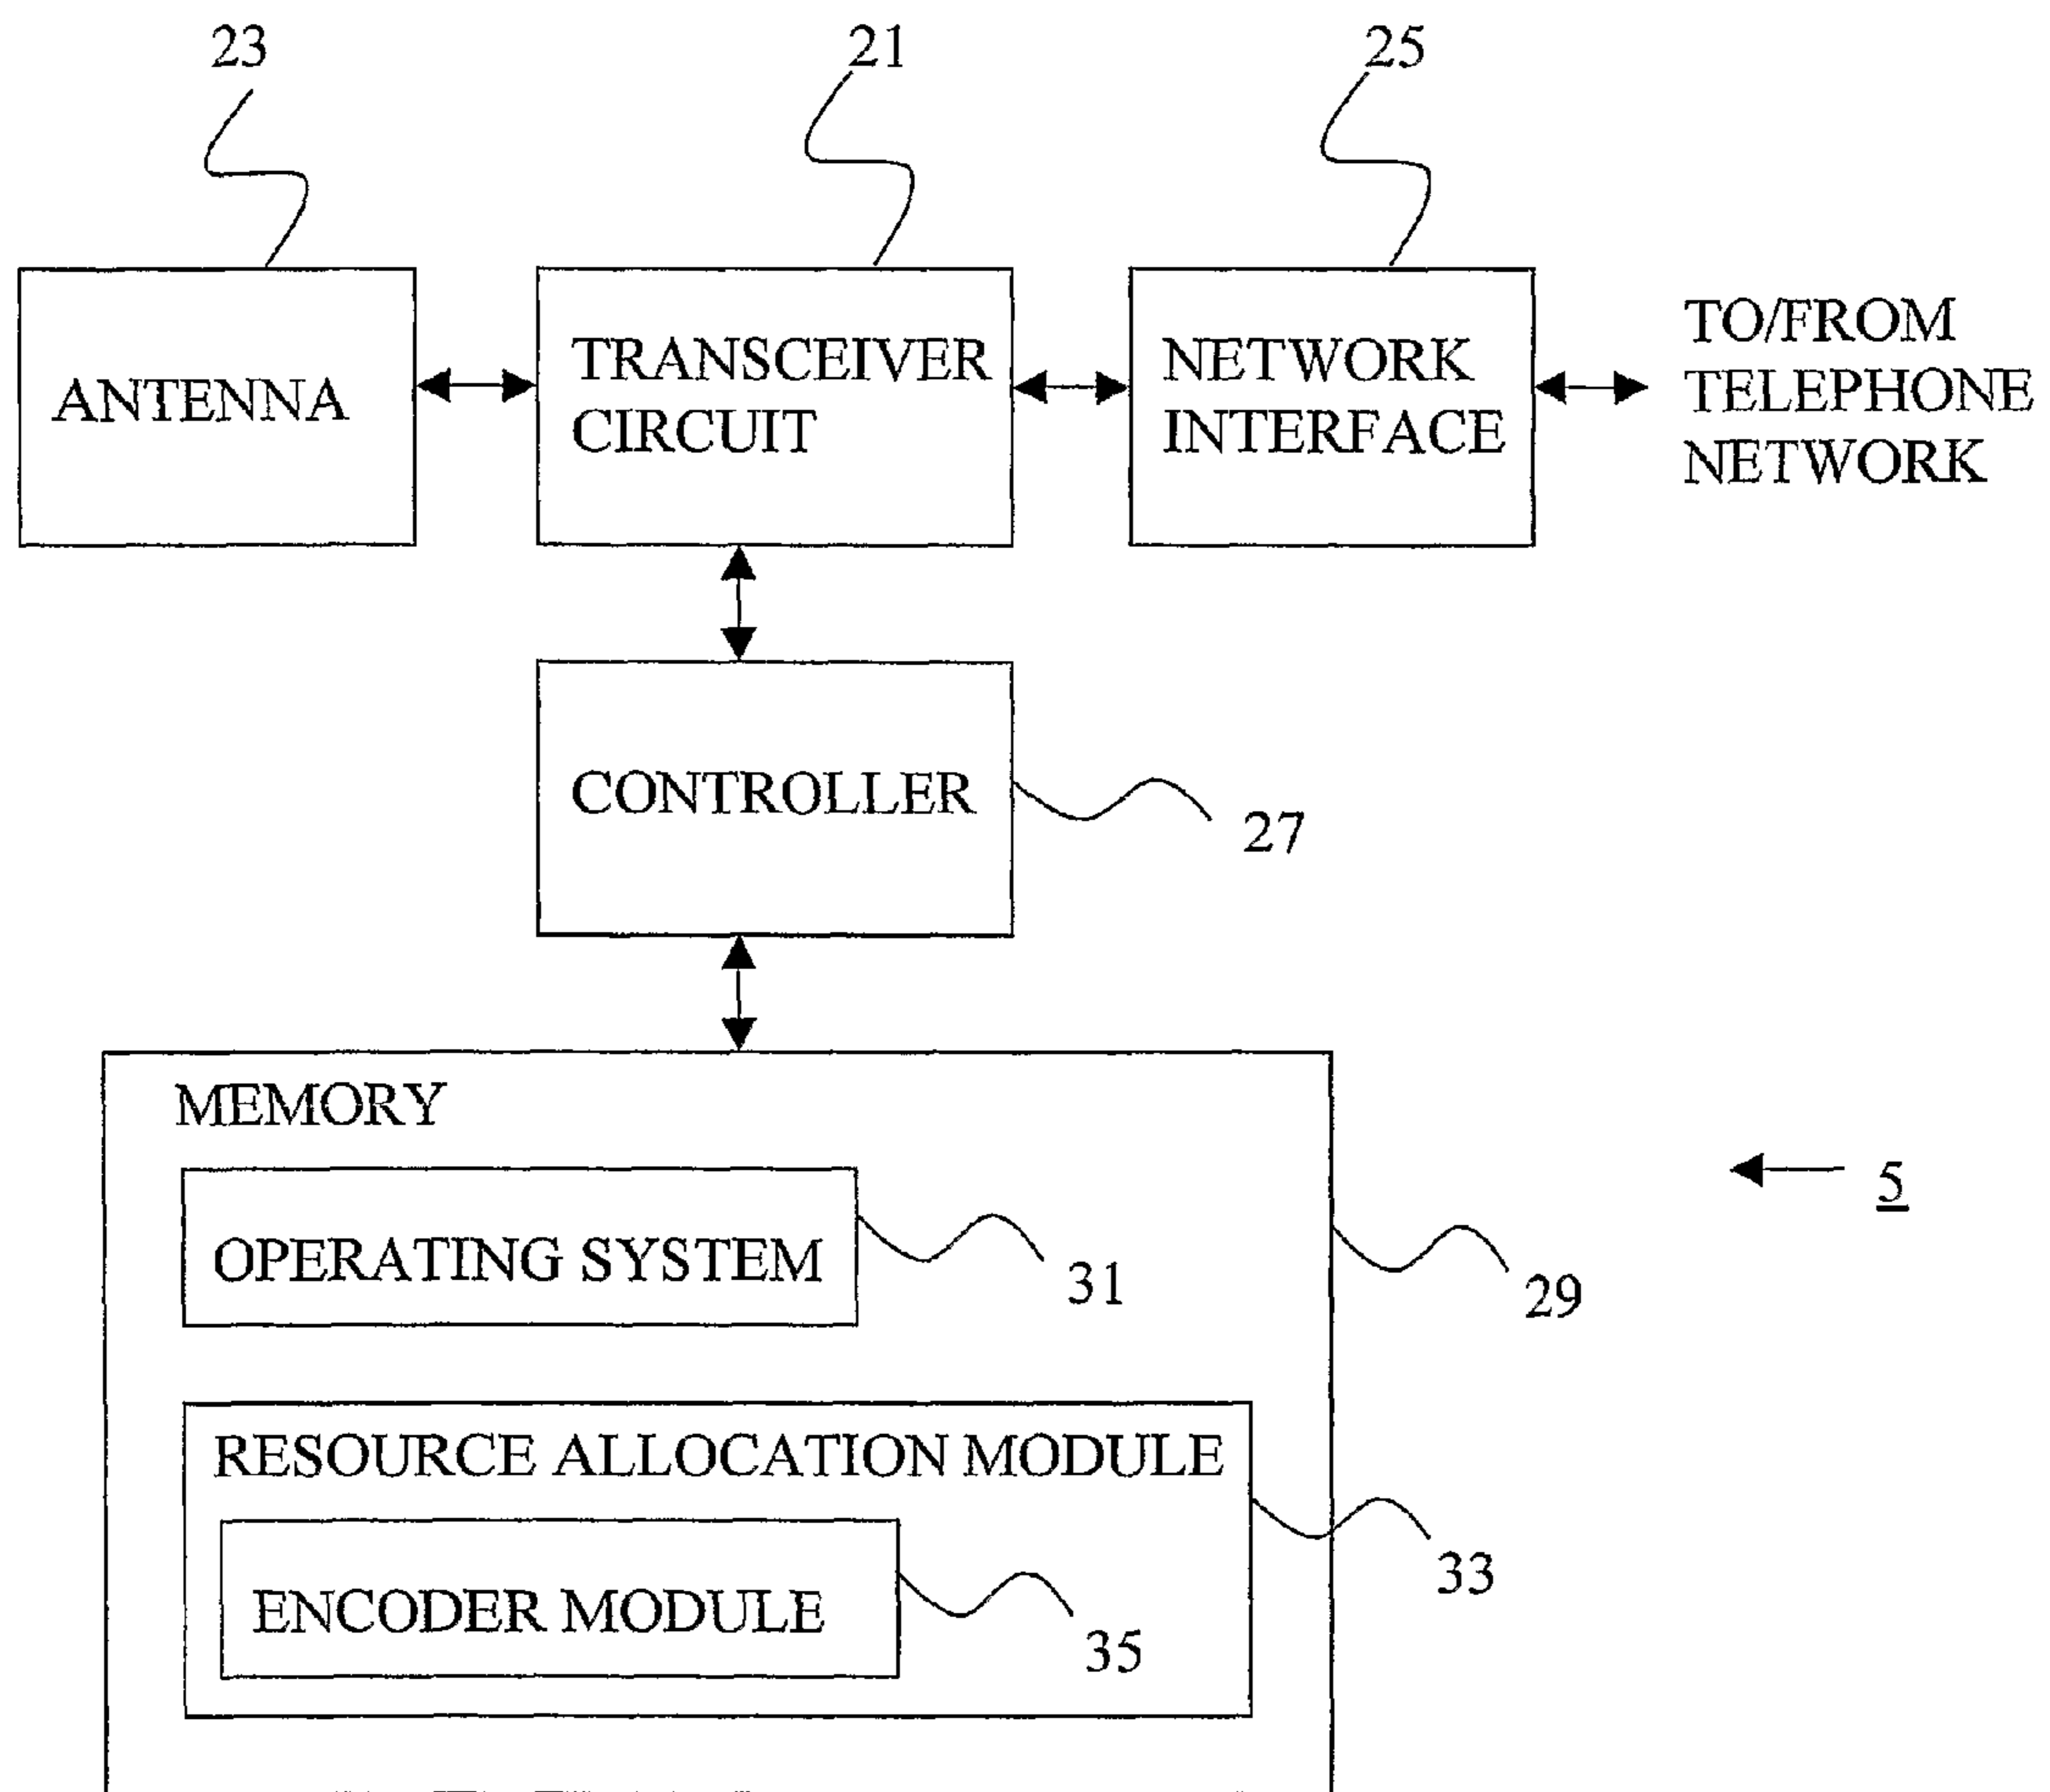 23
21
25
ANTENNA
TRANSCEIVER
CIRCUIT
NETWORK
INTERFACE
TO/FROM
TELEPHONE
NETWORK
CONTROLLER
27
MEMORY
OPERATING SYSTEM
31
5
29
RESOURCE ALLOCATION MODULE
33
ENCODER MODULE
35